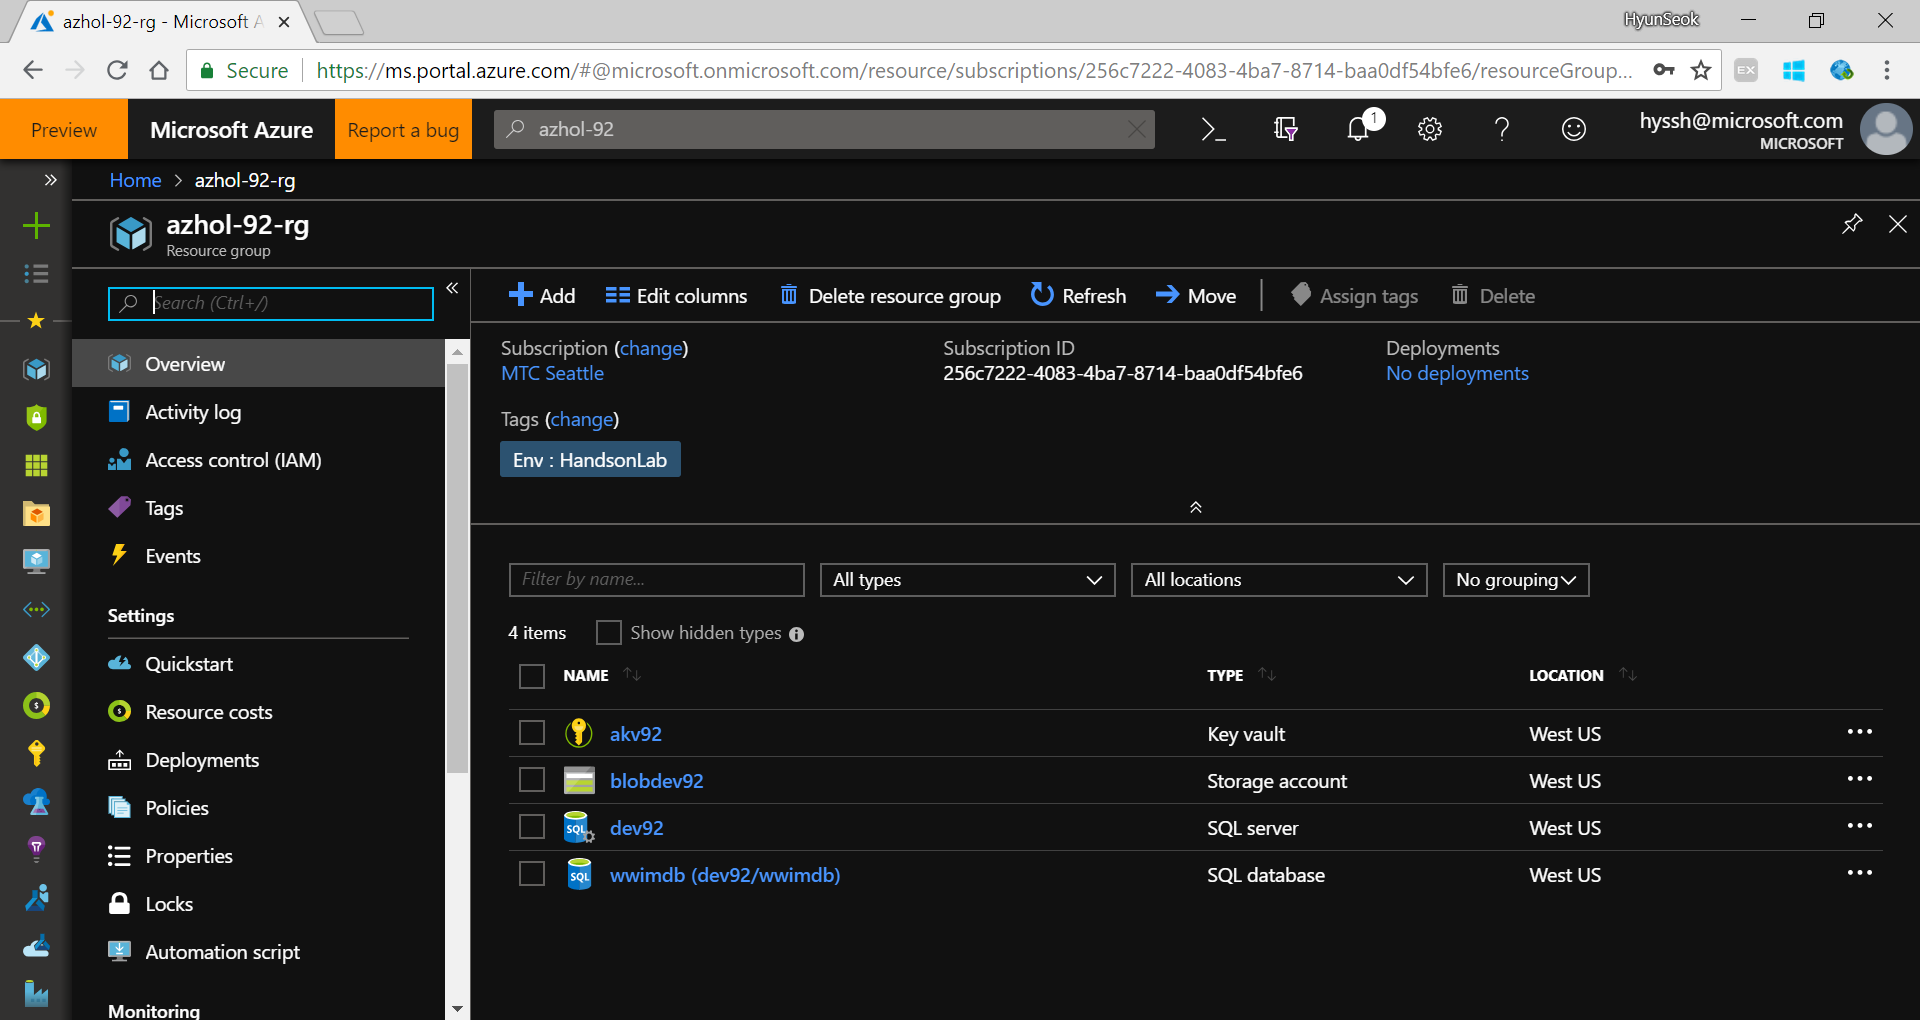 azhol-92-rg - Microsoft A
HyunSeok
Secure
https://ms.portal.azure.com/#@microsoft.onmicrosoft.com/resource/subscriptions/256c7222-4083-4ba7-8714-baa0df54bfe6/resourceGroup...
EX
Preview
Microsoft Azure
Report a bug
azhol-92
1
hyssh@microsoft.com
MICROSOFT
Home > azhol-92-rg
azhol-92-rg
Resource group
Search (Ctrl+/)
Overview
Activity log
Access control (IAM)
Tags
Events
Settings
Quickstart
Resource costs
Deployments
Policies
Properties
Locks
Automation script
Monitoring
Add
Edit columns
Delete resource group
Refresh
Move
Assign tags
Delete
Subscription (change)
MTC Seattle
Subscription ID
256c7222-4083-4ba7-8714-baa0df54bfe6
Deployments
No deployments
Tags (change)
Env : HandsonLab
Filter by name...
All types
All locations
No grouping
4 items
Show hidden types
NAME TYPE LOCATION
akv92 Key vault West US
blobdev92 Storage account West US
SQL dev92 SQL server West US
SQL wwimdb (dev92/wwimdb) SQL database West US